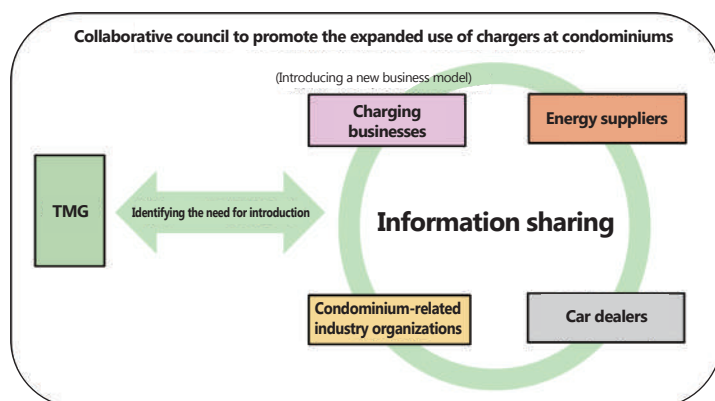 Collaborative council to promote the expanded use of chargers at condominiums
(Introducing a new business model)
Charging
businesses
Energy suppliers
TMG
Identifying the need for introduction
Information sharing
Condominium-related
industry organizations
Car dealers